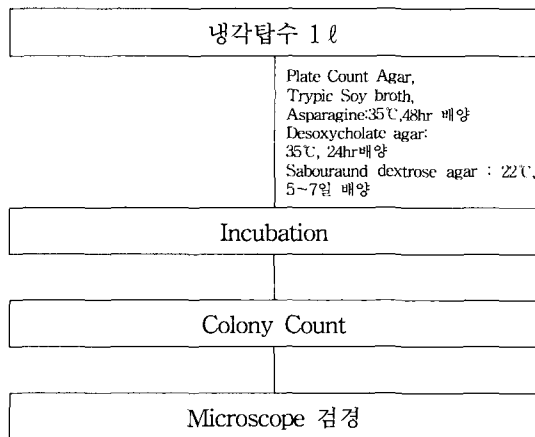 냉각탑수 1 ℓ
Plate Count Agar,
Trypic Soy broth,
Asparagine:35℃,48hr 배양
Desoxycholate agar:
35℃, 24hr배양
Sabouraund dextrose agar : 22℃,
5~7일 배양
Incubation
Colony Count
Microscope 검경